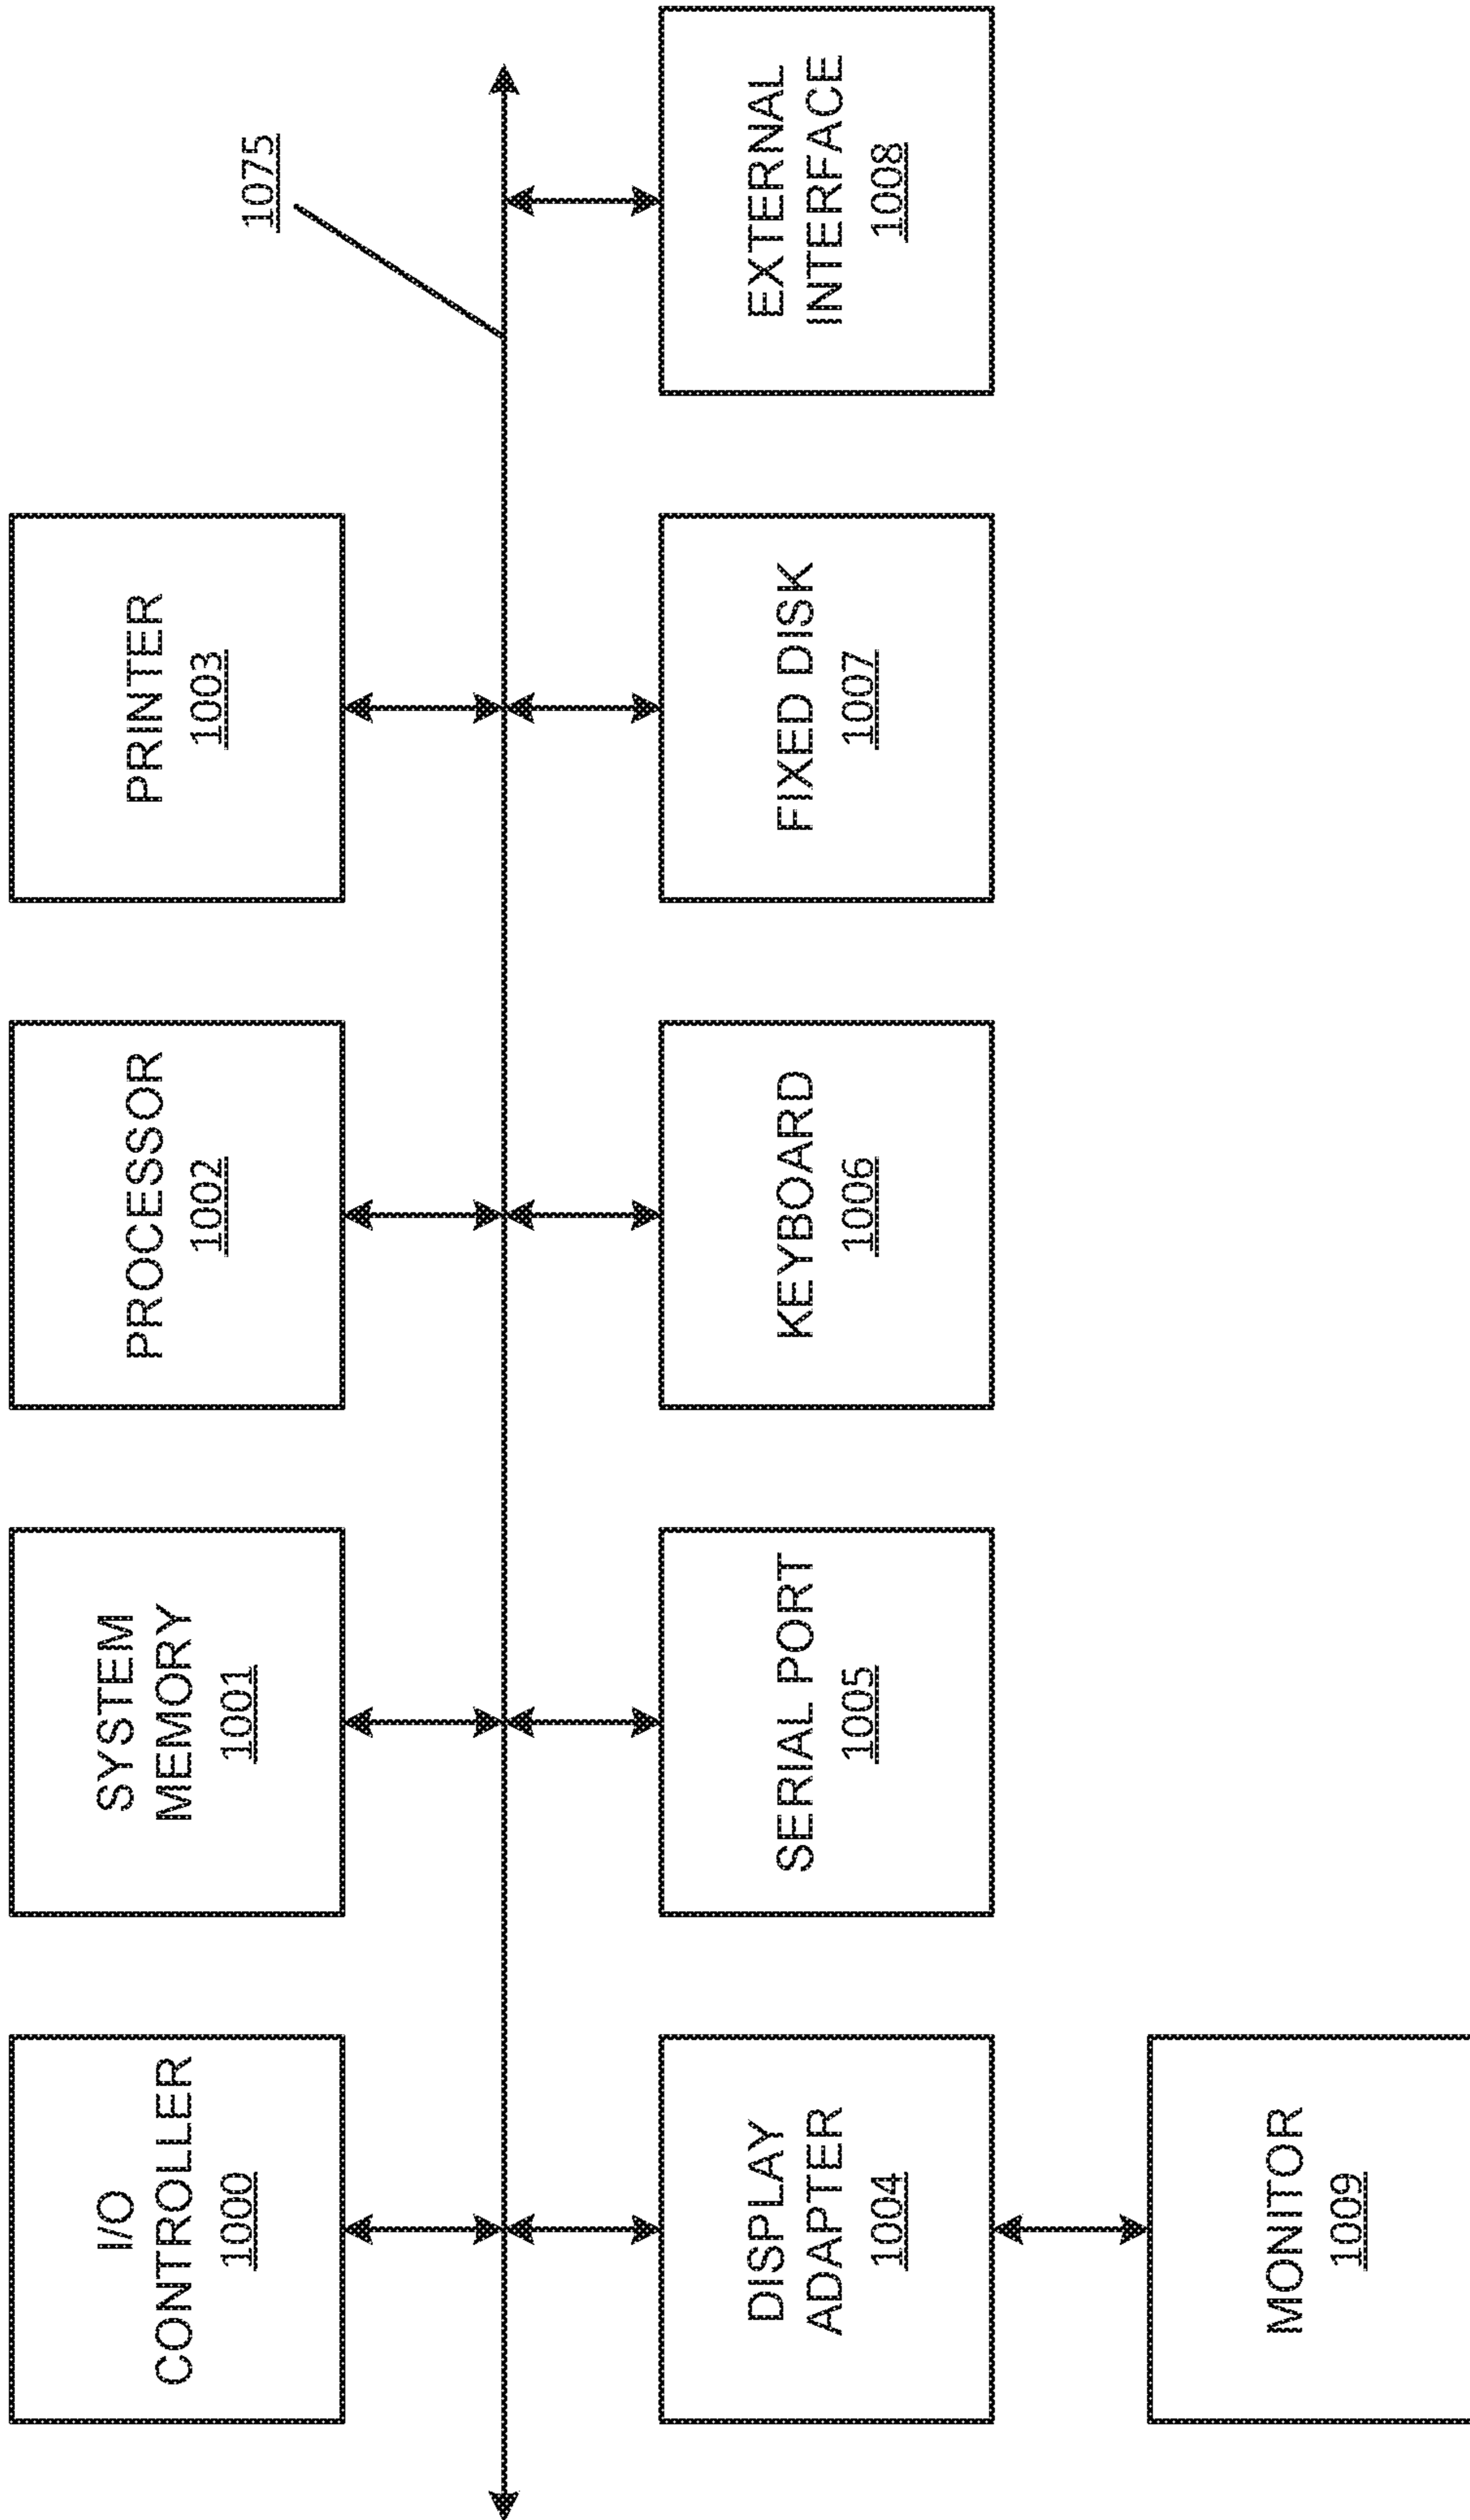 I/O
CONTROLLER
1000
SYSTEM
MEMORY
1001
PROCESSOR
1002
PRINTER
1003
1075
DISPLAY
ADAPTER
1004
SERIAL PORT
1005
KEYBOARD
1006
FIXED DISK
1007
EXTERNAL
INTERFACE
1008
MONITOR
1009